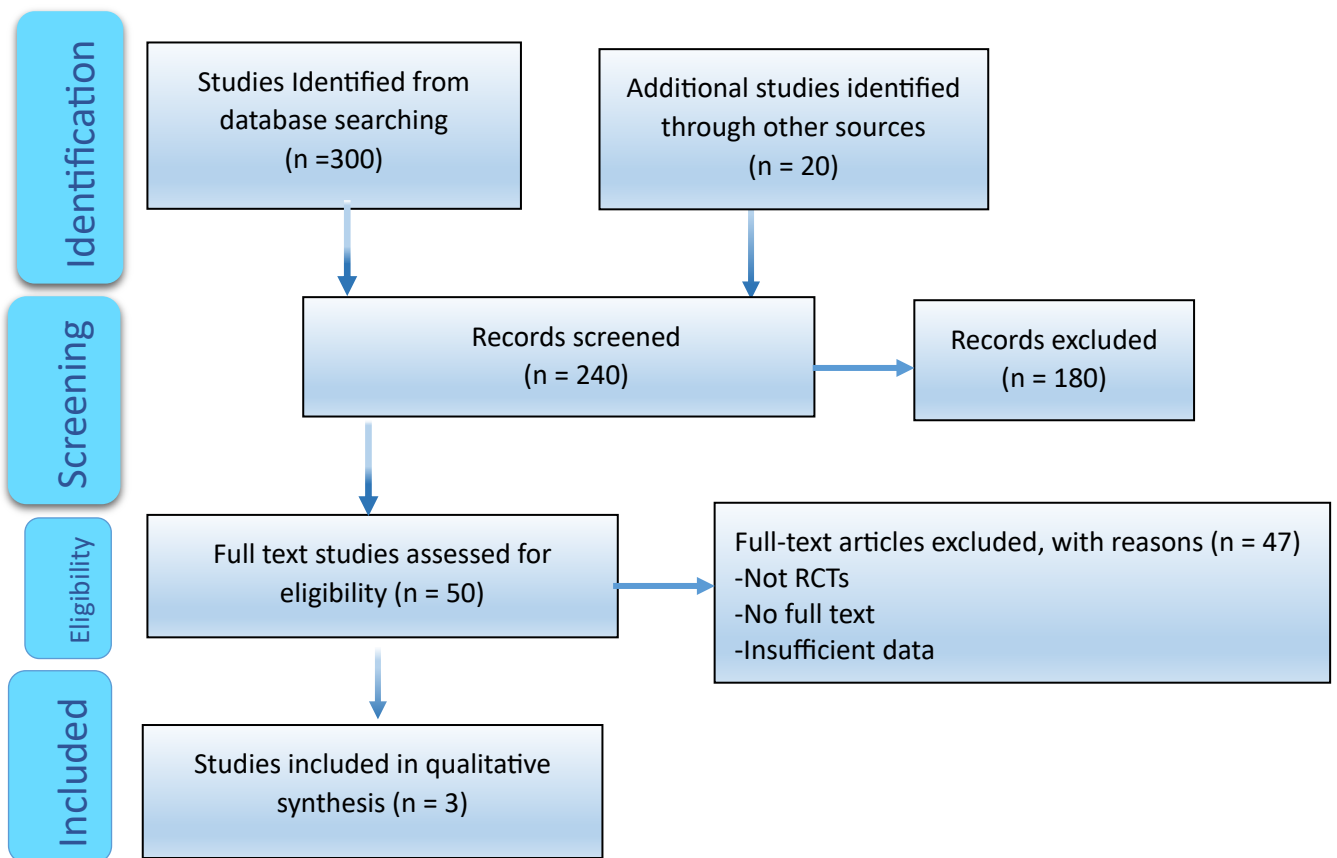 Identification
Studies Identified from
database searching
(n =300)
Additional studies identified
through other sources
(n = 20)
Screening
Records screened
(n = 240)
Records excluded
(n = 180)
Eligibility
Full text studies assessed for
eligibility (n = 50)
Full-text articles excluded, with reasons (n = 47)
-Not RCTs
-No full text
-Insufficient data
Included
Studies included in qualitative
synthesis (n = 3)